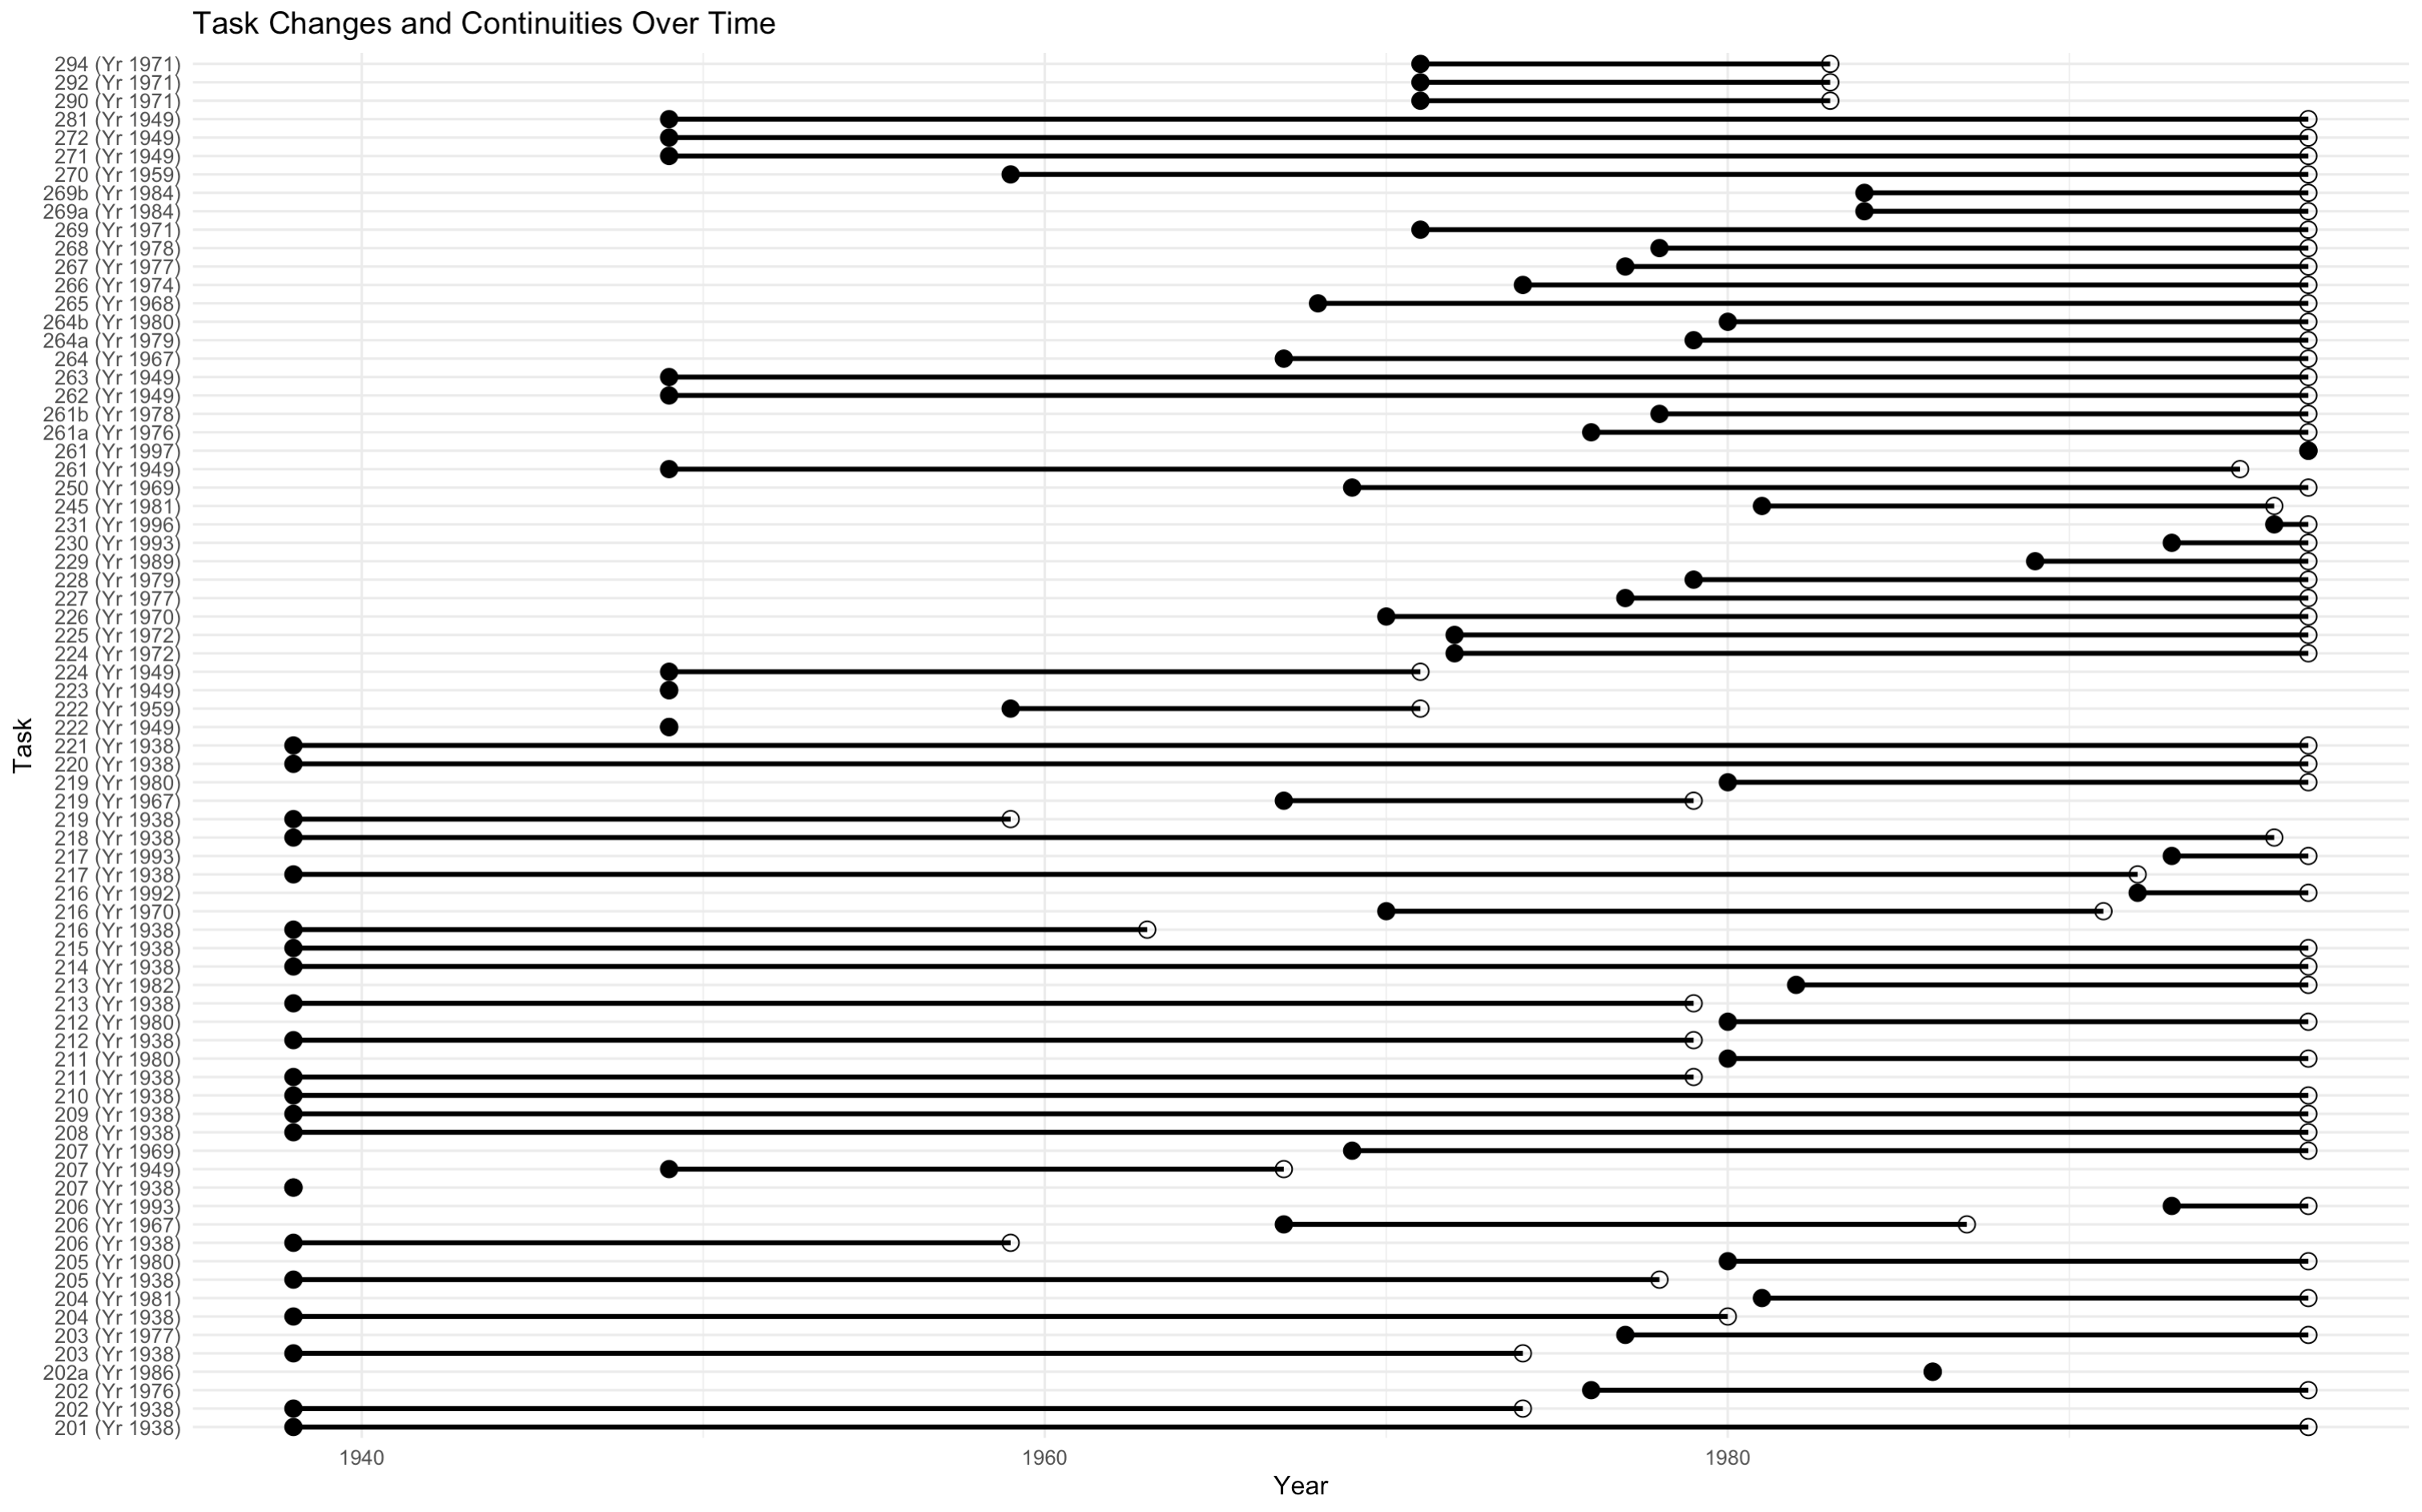 Task Changes and Continuities Over Time
294 (Yr 1971)
292 (Yr 1971)
290 (Yr 1971)
281 (Yr 1949)
272 (Yr 1949)
271 (Yr 1949)
270 (Yr 1959)
269b (Yr 1984)
269a (Yr 1984)
269 (Yr 1971)
268 (Yr 1978)
267 (Yr 1977)
266 (Yr 1974)
265 (Yr 1968)
264b (Yr 1980)
264a (Yr 1979)
264 (Yr 1967)
263 (Yr 1949)
262 (Yr 1949)
261b (Yr 1978)
261a (Yr 1976)
261 (Yr 1997)
261 (Yr 1949)
250 (Yr 1969)
245 (Yr 1981)
231 (Yr 1996)
230 (Yr 1993)
229 (Yr 1989)
228 (Yr 1979)
227 (Yr 1977)
226 (Yr 1970)
225 (Yr 1972)
224 (Yr 1972)
224 (Yr 1949)
223 (Yr 1949)
222 (Yr 1959)
222 (Yr 1949)
221 (Yr 1938)
220 (Yr 1938)
219 (Yr 1980)
219 (Yr 1967)
219 (Yr 1938)
218 (Yr 1938)
217 (Yr 1993)
217 (Yr 1938)
216 (Yr 1992)
216 (Yr 1970)
216 (Yr 1938)
215 (Yr 1938)
214 (Yr 1938)
213 (Yr 1982)
213 (Yr 1938)
212 (Yr 1980)
212 (Yr 1938)
211 (Yr 1980)
211 (Yr 1938)
210 (Yr 1938)
209 (Yr 1938)
208 (Yr 1938)
207 (Yr 1969)
207 (Yr 1949)
207 (Yr 1938)
206 (Yr 1993)
206 (Yr 1967)
206 (Yr 1938)
205 (Yr 1980)
205 (Yr 1938)
204 (Yr 1981)
204 (Yr 1938)
203 (Yr 1977)
203 (Yr 1938)
202a (Yr 1986)
202 (Yr 1976)
202 (Yr 1938)
201 (Yr 1938)
Task
1940
1960
1980
Year